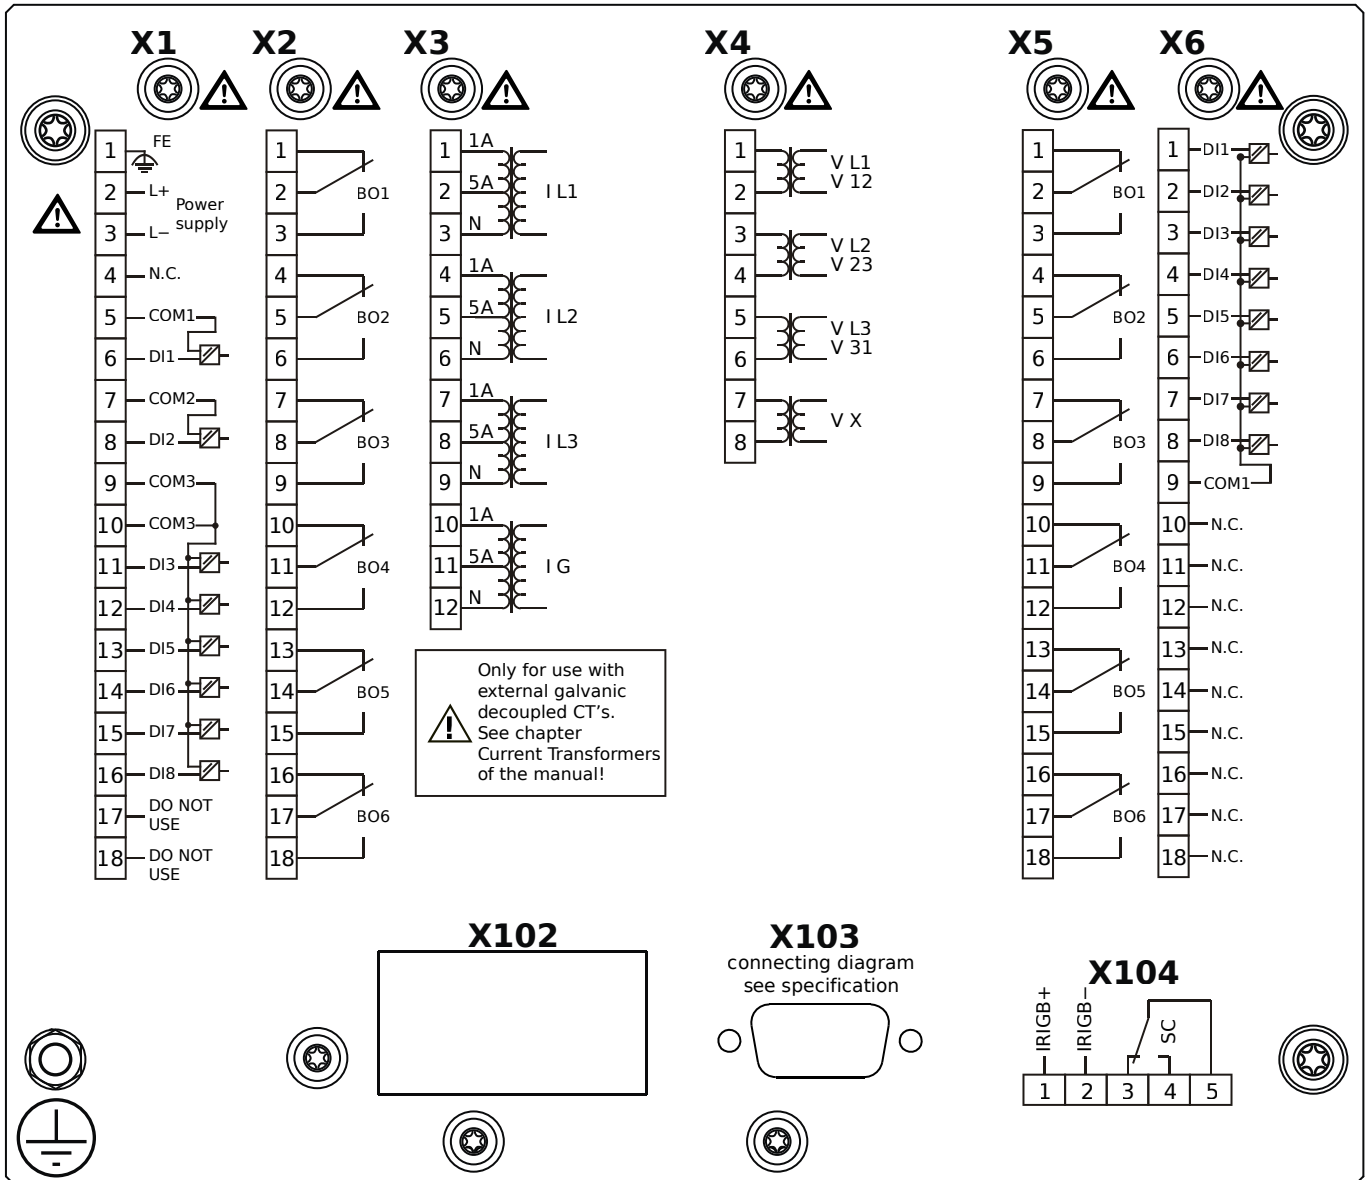 X1
X2
X3
X4
X5
X6
1 FE
2 L+
Power
supply
3 L−
4 N.C.
5 COM1
6 DI1
7 COM2
8 DI2
9 COM3
10 COM3
11 DI3
12 DI4
13 DI5
14 DI6
15 DI7
16 DI8
17 DO NOT
USE
18 DO NOT
USE
1
2 BO1
3
4
5 BO2
6
7
8 BO3
9
10
11 BO4
12
13
14 BO5
15
16
17 BO6
18
1 1A
2 5A I L1
3 N
4 1A
5 5A I L2
6 N
7 1A
8 5A I L3
9 N
10 1A
11 5A I G
12 N
Only for use with
external galvanic
decoupled CT's.
See chapter
Current Transformers
of the manual!
1 V L1
2 V 12
3 V L2
4 V 23
5 V L3
6 V 31
7 V X
8
1
2 BO1
3
4
5 BO2
6
7
8 BO3
9
10
11 BO4
12
13
14 BO5
15
16
17 BO6
18
1 DI1
2 DI2
3 DI3
4 DI4
5 DI5
6 DI6
7 DI7
8 DI8
9 COM1
10 N.C.
11 N.C.
12 N.C.
13 N.C.
14 N.C.
15 N.C.
16 N.C.
17 N.C.
18 N.C.
X102
X103
connecting diagram
see specification
X104
IRIGB+
IRIGB−
SC
1 2 3 4 5